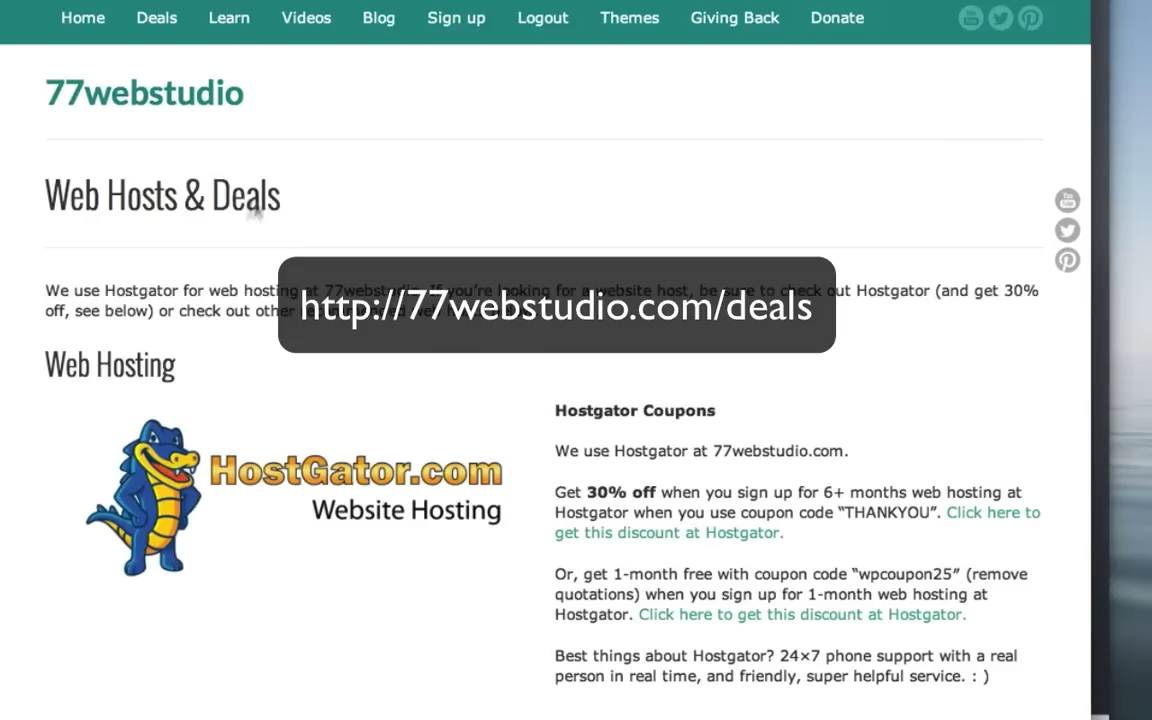 Home Deals Learn Videos Blog Sign up Logout Themes Giving Back Donate
77webstudio
Web Hosts & Deals
We use Hostgator for web hosting at 77webstudio. If you're looking for a website host, be sure to check out Hostgator (and get 30%
off, see below) or check out other
http://77webstudio.com/deals
Web Hosting
HostGator.com
Website Hosting
Hostgator Coupons
We use Hostgator at 77webstudio.com.
Get 30% off when you sign up for 6+ months web hosting at
Hostgator when you use coupon code “THANKYOU”. Click here to
get this discount at Hostgator.
Or, get 1-month free with coupon code “wpcoupon25” (remove
quotations) when you sign up for 1-month web hosting at
Hostgator. Click here to get this discount at Hostgator.
Best things about Hostgator? 24×7 phone support with a real
person in real time, and friendly, super helpful service. : )